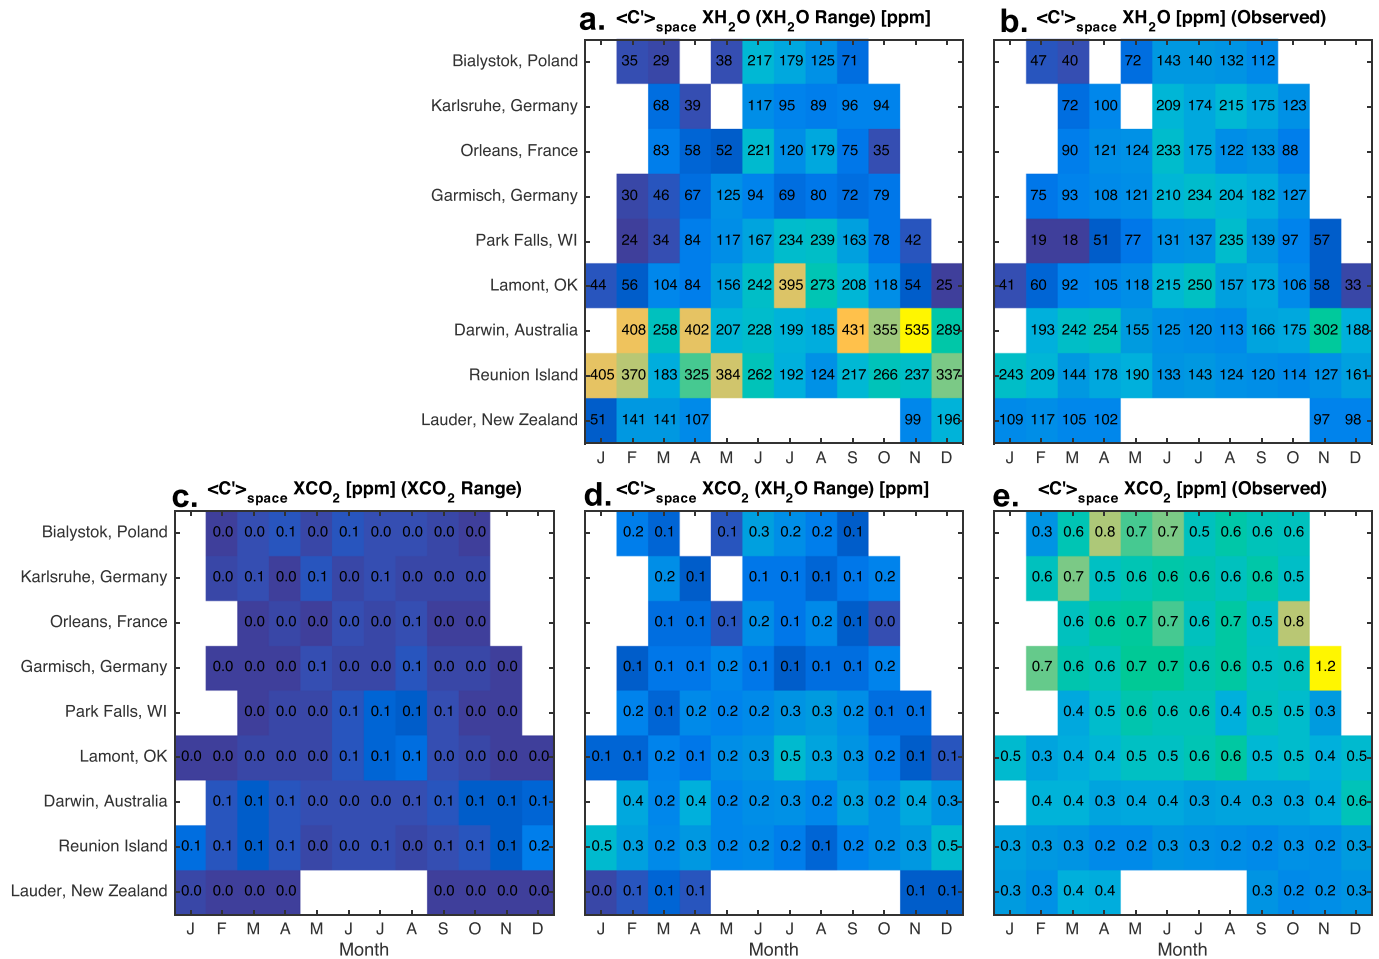 a. <C'>space XH2O (XH2O Range) [ppm]
b. <C'>space XH2O [ppm] (Observed)
Bialystok, Poland 35 29 38 217 179 125 71 47 40 72 143 140 132 112
Karlsruhe, Germany 68 39 117 95 89 96 94 72 100 209 174 215 175 123
Orleans, France 83 58 52 221 120 179 75 35 90 121 124 233 175 122 133 88
Garmisch, Germany 30 46 67 125 94 69 80 72 79 75 93 108 121 210 234 204 182 127
Park Falls, WI 24 34 84 117 167 234 239 163 78 42 19 18 51 77 131 137 235 139 97 57
Lamont, OK 44 56 104 84 156 242 395 273 208 118 54 25 41 60 92 105 118 215 250 157 173 106 58 33
Darwin, Australia 408 258 402 207 228 199 185 431 355 535 289 193 242 254 155 125 120 113 166 175 302 188
Reunion Island 405 370 183 325 384 262 192 124 217 266 237 337 243 209 144 178 190 133 143 124 120 114 127 161
Lauder, New Zealand 51 141 141 107 99 196 109 117 105 102 97 98
J F M A M J J A S O N D J F M A M J J A S O N D
c. <C'>space XCO2 [ppm] (XCO2 Range)
d. <C'>space XCO2 (XH2O Range) [ppm]
e. <C'>space XCO2 [ppm] (Observed)
Bialystok, Poland 0.0 0.0 0.1 0.0 0.1 0.0 0.0 0.0 0.0 0.2 0.1 0.1 0.3 0.2 0.2 0.1 0.3 0.6 0.8 0.7 0.7 0.5 0.6 0.6 0.6
Karlsruhe, Germany 0.0 0.1 0.0 0.1 0.0 0.1 0.0 0.0 0.0 0.2 0.1 0.1 0.1 0.1 0.1 0.2 0.6 0.7 0.5 0.6 0.6 0.6 0.6 0.6 0.5
Orleans, France 0.0 0.0 0.0 0.0 0.0 0.1 0.0 0.0 0.1 0.1 0.1 0.2 0.1 0.2 0.1 0.0 0.6 0.6 0.7 0.7 0.6 0.7 0.5 0.8
Garmisch, Germany 0.0 0.0 0.0 0.1 0.0 0.0 0.1 0.0 0.0 0.0 0.1 0.1 0.1 0.2 0.1 0.1 0.1 0.1 0.2 0.7 0.6 0.6 0.7 0.7 0.6 0.6 0.5 0.6 1.2
Park Falls, WI 0.0 0.0 0.0 0.1 0.1 0.1 0.1 0.0 0.0 0.2 0.1 0.2 0.2 0.2 0.3 0.3 0.2 0.1 0.1 0.4 0.5 0.6 0.6 0.6 0.4 0.5 0.5 0.3
Lamont, OK 0.0 0.0 0.0 0.0 0.0 0.1 0.1 0.1 0.0 0.0 0.0 0.0 0.1 0.1 0.2 0.1 0.2 0.3 0.5 0.3 0.3 0.2 0.1 0.1 0.5 0.3 0.4 0.4 0.5 0.5 0.6 0.6 0.5 0.5 0.4 0.5
Darwin, Australia 0.1 0.1 0.1 0.0 0.0 0.0 0.1 0.1 0.1 0.1 0.1 0.4 0.2 0.4 0.2 0.2 0.3 0.2 0.3 0.2 0.4 0.3 0.4 0.4 0.3 0.4 0.4 0.3 0.4 0.3 0.3 0.4 0.6
Reunion Island 0.1 0.1 0.1 0.1 0.0 0.0 0.1 0.0 0.1 0.1 0.1 0.2 0.5 0.3 0.2 0.3 0.2 0.2 0.2 0.1 0.2 0.2 0.3 0.5 0.3 0.3 0.3 0.2 0.2 0.2 0.2 0.3 0.2 0.3 0.2 0.3
Lauder, New Zealand 0.0 0.0 0.0 0.0 0.0 0.0 0.0 0.0 0.0 0.1 0.1 0.1 0.1 0.1 0.3 0.3 0.4 0.4 0.3 0.2 0.2 0.3
J F M A M J J A S O N D J F M A M J J A S O N D J F M A M J J A S O N D
Month Month Month